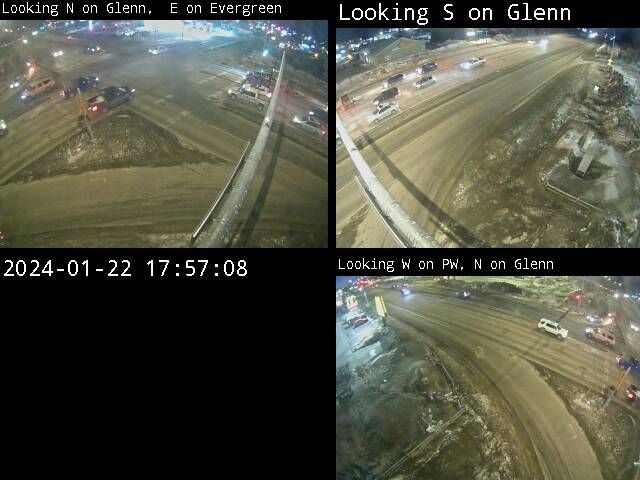 Looking N on Glenn,  E on Evergreen
Looking S on Glenn
2024-01-22 17:57:08
Looking W on PW, N on Glenn